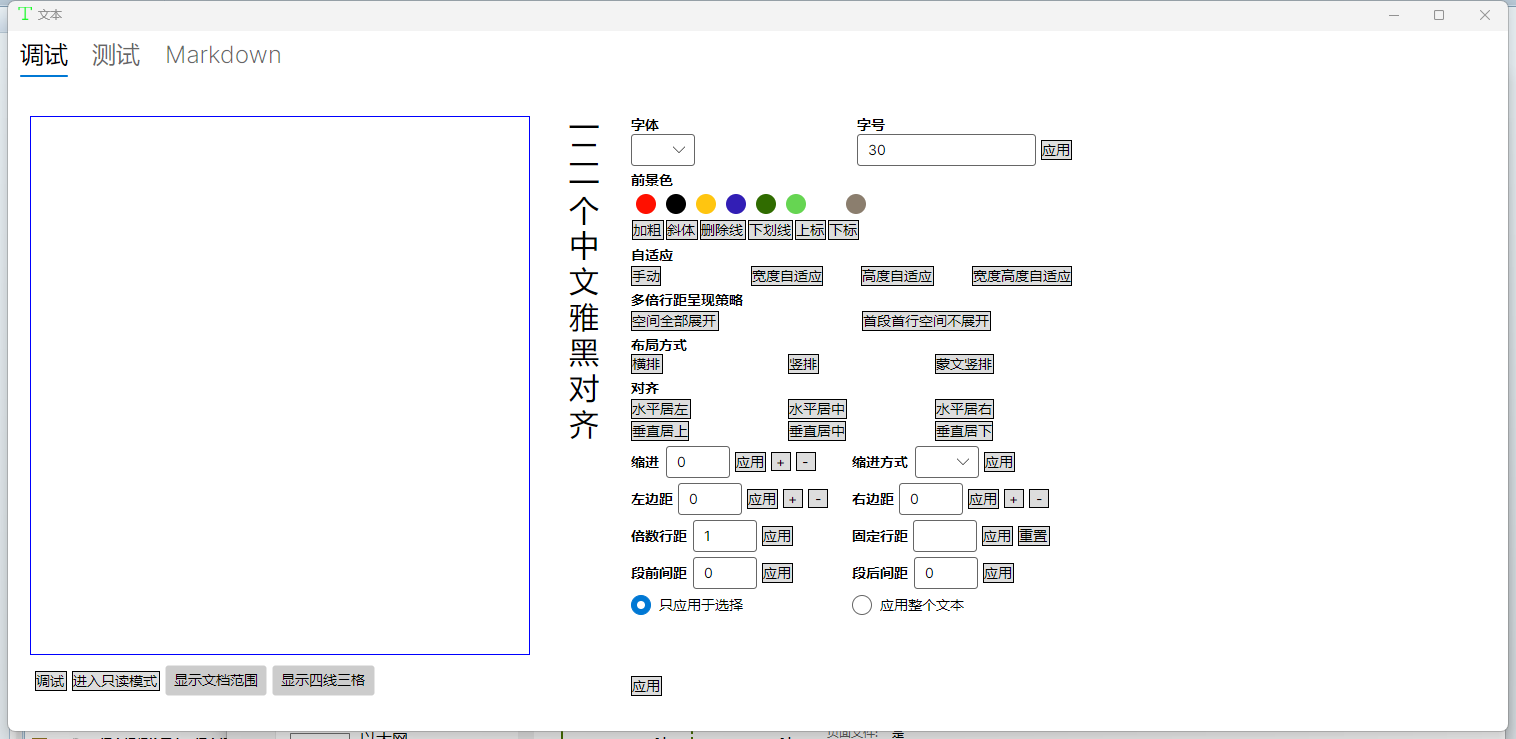 文本
调试 测试 Markdown
一二一个中文雅黑对齐
字体 字号
30 应用
前景色
加粗 斜体 删除线 下划线 上标 下标
自适应
手动 宽度自适应 高度自适应 宽度高度自适应
多倍行距呈现策略
空间全部展开 首段首行空间不展开
布局方式
横排 竖排 蒙文竖排
对齐
水平居左 水平居中 水平居右
垂直居上 垂直居中 垂直居下
缩进 0 应用 + - 缩进方式 应用
左边距 0 应用 + - 右边距 0 应用 + -
倍数行距 1 应用 固定行距 应用 重置
段前间距 0 应用 段后间距 0 应用
只应用于选择 应用整个文本
调试 进入只读模式 显示文档范围 显示四线三格
应用
页面文件: 是